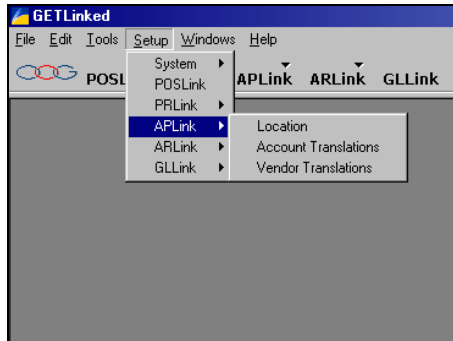 GETLinked
File Edit Tools Setup Windows Help
POSL APLink ARLink GLLink
System
POSLink
PRLink
APLink
ARLink
GLLink
Location
Account Translations
Vendor Translations